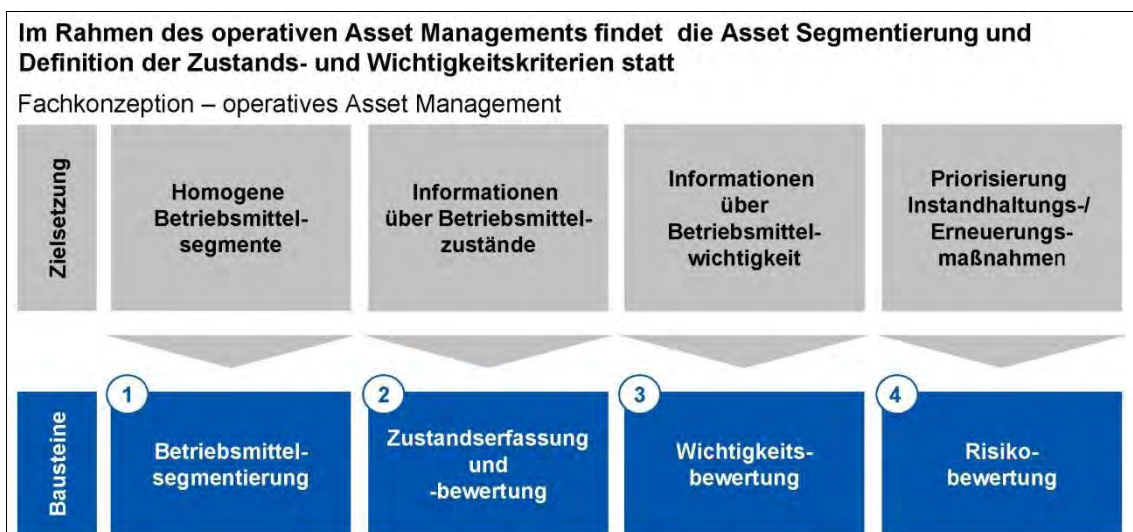 Im Rahmen des operativen Asset Managements findet die Asset Segmentierung und
Definition der Zustands- und Wichtigkeitskriterien statt
Fachkonzeption – operatives Asset Management
Zielsetzung
Homogene
Betriebsmittel-
segmente
Informationen
über Betriebsmittel-
zustände
Informationen
über
Betriebsmittel-
wichtigkeit
Priorisierung
Instandhaltungs-/
Erneuerungs-
maßnahmen
Bausteine
1
Betriebsmittel-
segmentierung
2
Zustandserfassung
und
-bewertung
3
Wichtigkeits-
bewertung
4
Risiko-
bewertung